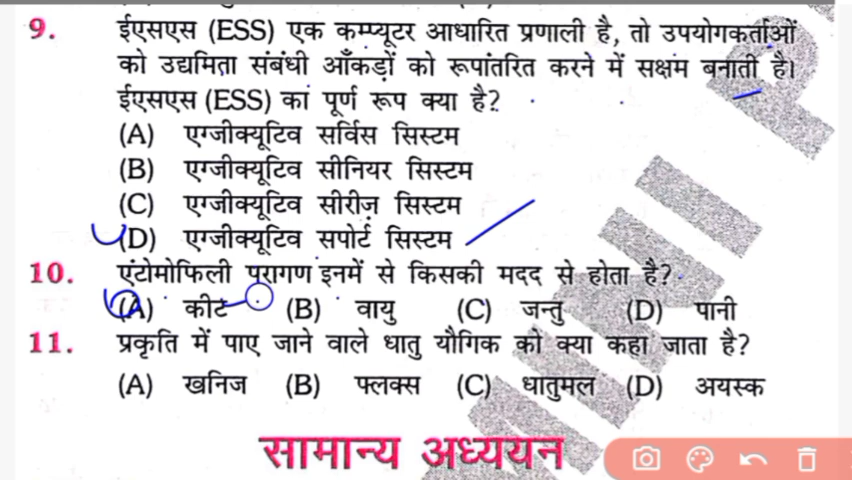 9. ईएसएस (ESS) एक कम्प्यूटर आधारित प्रणाली है, तो उपयोगकर्ताओं
को उद्यमिता संबंधी आँकड़ों को रूपांतरित करने में सक्षम बनाती है।
ईएसएस (ESS) का पूर्ण रूप क्या है?
(A) एग्जीक्यूटिव सर्विस सिस्टम
(B) एग्जीक्यूटिव सीनियर सिस्टम
(C) एग्जीक्यूटिव सीरीज़ सिस्टम
(D) एग्जीक्यूटिव सपोर्ट सिस्टम
10. एंटोमोफिली परागण इनमें से किसकी मदद से होता है?
(A) कीट (B) वायु (C) जन्तु (D) पानी
11. प्रकृति में पाए जाने वाले धातु यौगिक को क्या कहा जाता है?
(A) खनिज (B) फ्लक्स (C) धातुमल (D) अयस्क
सामान्य अध्ययन